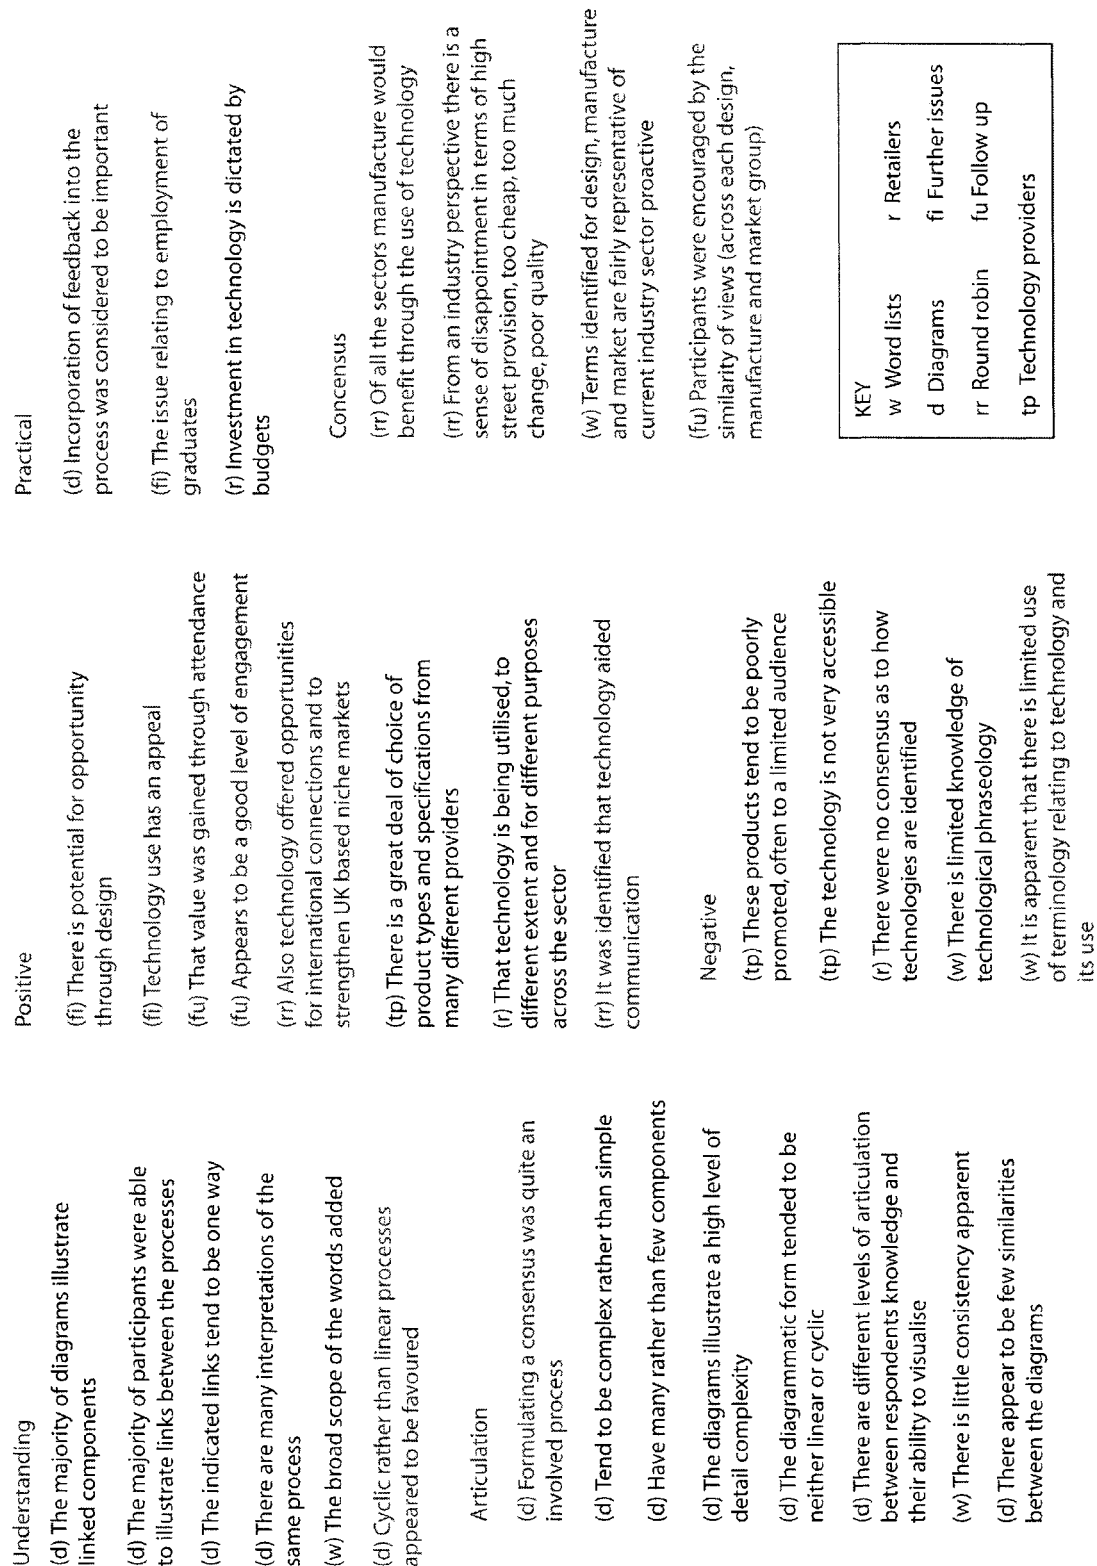 Understanding
(d) The majority of diagrams illustrate
linked components
(d) The majority of participants were able
to illustrate links between the processes
(d) The indicated links tend to be one way
(d) There are many interpretations of the
same process
(w) The broad scope of the words added
(d) Cyclic rather than linear processes
appeared to be favoured
Articulation
(d) Formulating a consensus was quite an
involved process
(d) Tend to be complex rather than simple
(d) Have many rather than few components
(d) The diagrams illustrate a high level of
detail complexity
(d) The diagrammatic form tended to be
neither linear or cyclic
(d) There are different levels of articulation
between respondents knowledge and
their ability to visualise
(w) There is little consistency apparent
(d) There appear to be few similarities
between the diagrams
Positive
(fi) There is potential for opportunity
through design
(fi) Technology use has an appeal
(fu) That value was gained through attendance
(fu) Appears to be a good level of engagement
(rr) Also technology offered opportunities
for international connections and to
strengthen UK based niche markets
(tp) There is a great deal of choice of
product types and specifications from
many different providers
(r) That technology is being utilised, to
different extent and for different purposes
across the sector
(rr) It was identified that technology aided
communication
Negative
(tp) These products tend to be poorly
promoted, often to a limited audience
(tp) The technology is not very accessible
(r) There were no consensus as to how
technologies are identified
(w) There is limited knowledge of
technological phraseology
(w) It is apparent that there is limited use
of terminology relating to technology and
its use
Practical
(d) Incorporation of feedback into the
process was considered to be important
(fi) The issue relating to employment of
graduates
(r) Investment in technology is dictated by
budgets
Concensus
(rr) Of all the sectors manufacture would
benefit through the use of technology
(rr) From an industry perspective there is a
sense of disappointment in terms of high
street provision, too cheap, too much
change, poor quality
(w) Terms identified for design, manufacture
and market are fairly representative of
current industry sector proactive
(fu) Participants were encouraged by the
similarity of views (across each design,
manufacture and market group)
KEY
w Word lists r Retailers
d Diagrams fi Further issues
rr Round robin fu Follow up
tp Technology providers